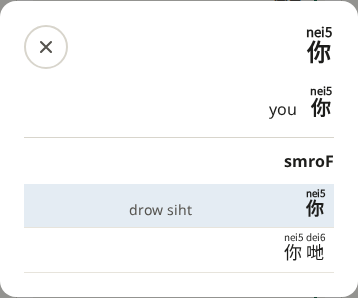 nei5
你
nei5
you 你
smroF
nei5
drow siht 你
nei5 dei6
你 哋